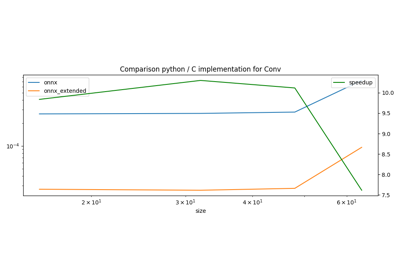 Comparison python / C implementation for Conv
onnx
onnx_extended
speedup
10⁻⁴
10.0
9.5
9.0
8.5
8.0
7.5
2 × 10¹
3 × 10¹
4 × 10¹
6 × 10¹
size